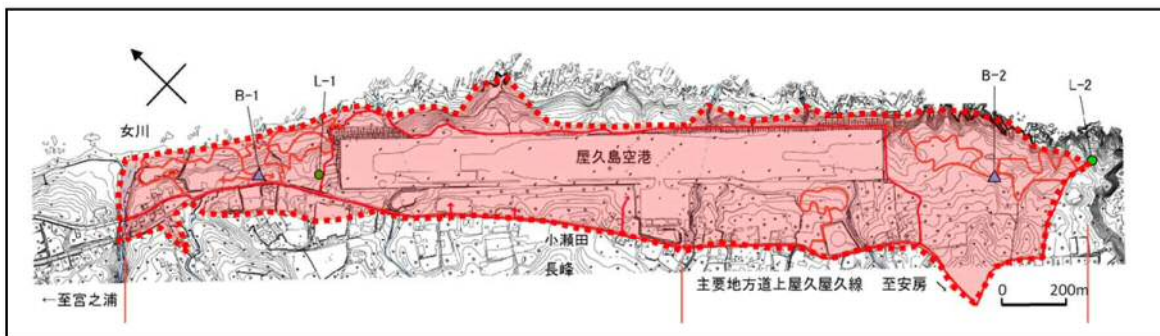 B-1
L-1
B-2
L-2
女川
屋久島空港
小瀬田
長峰
主要地方道上屋久屋久線
至安房
←至宮之浦
0 200m